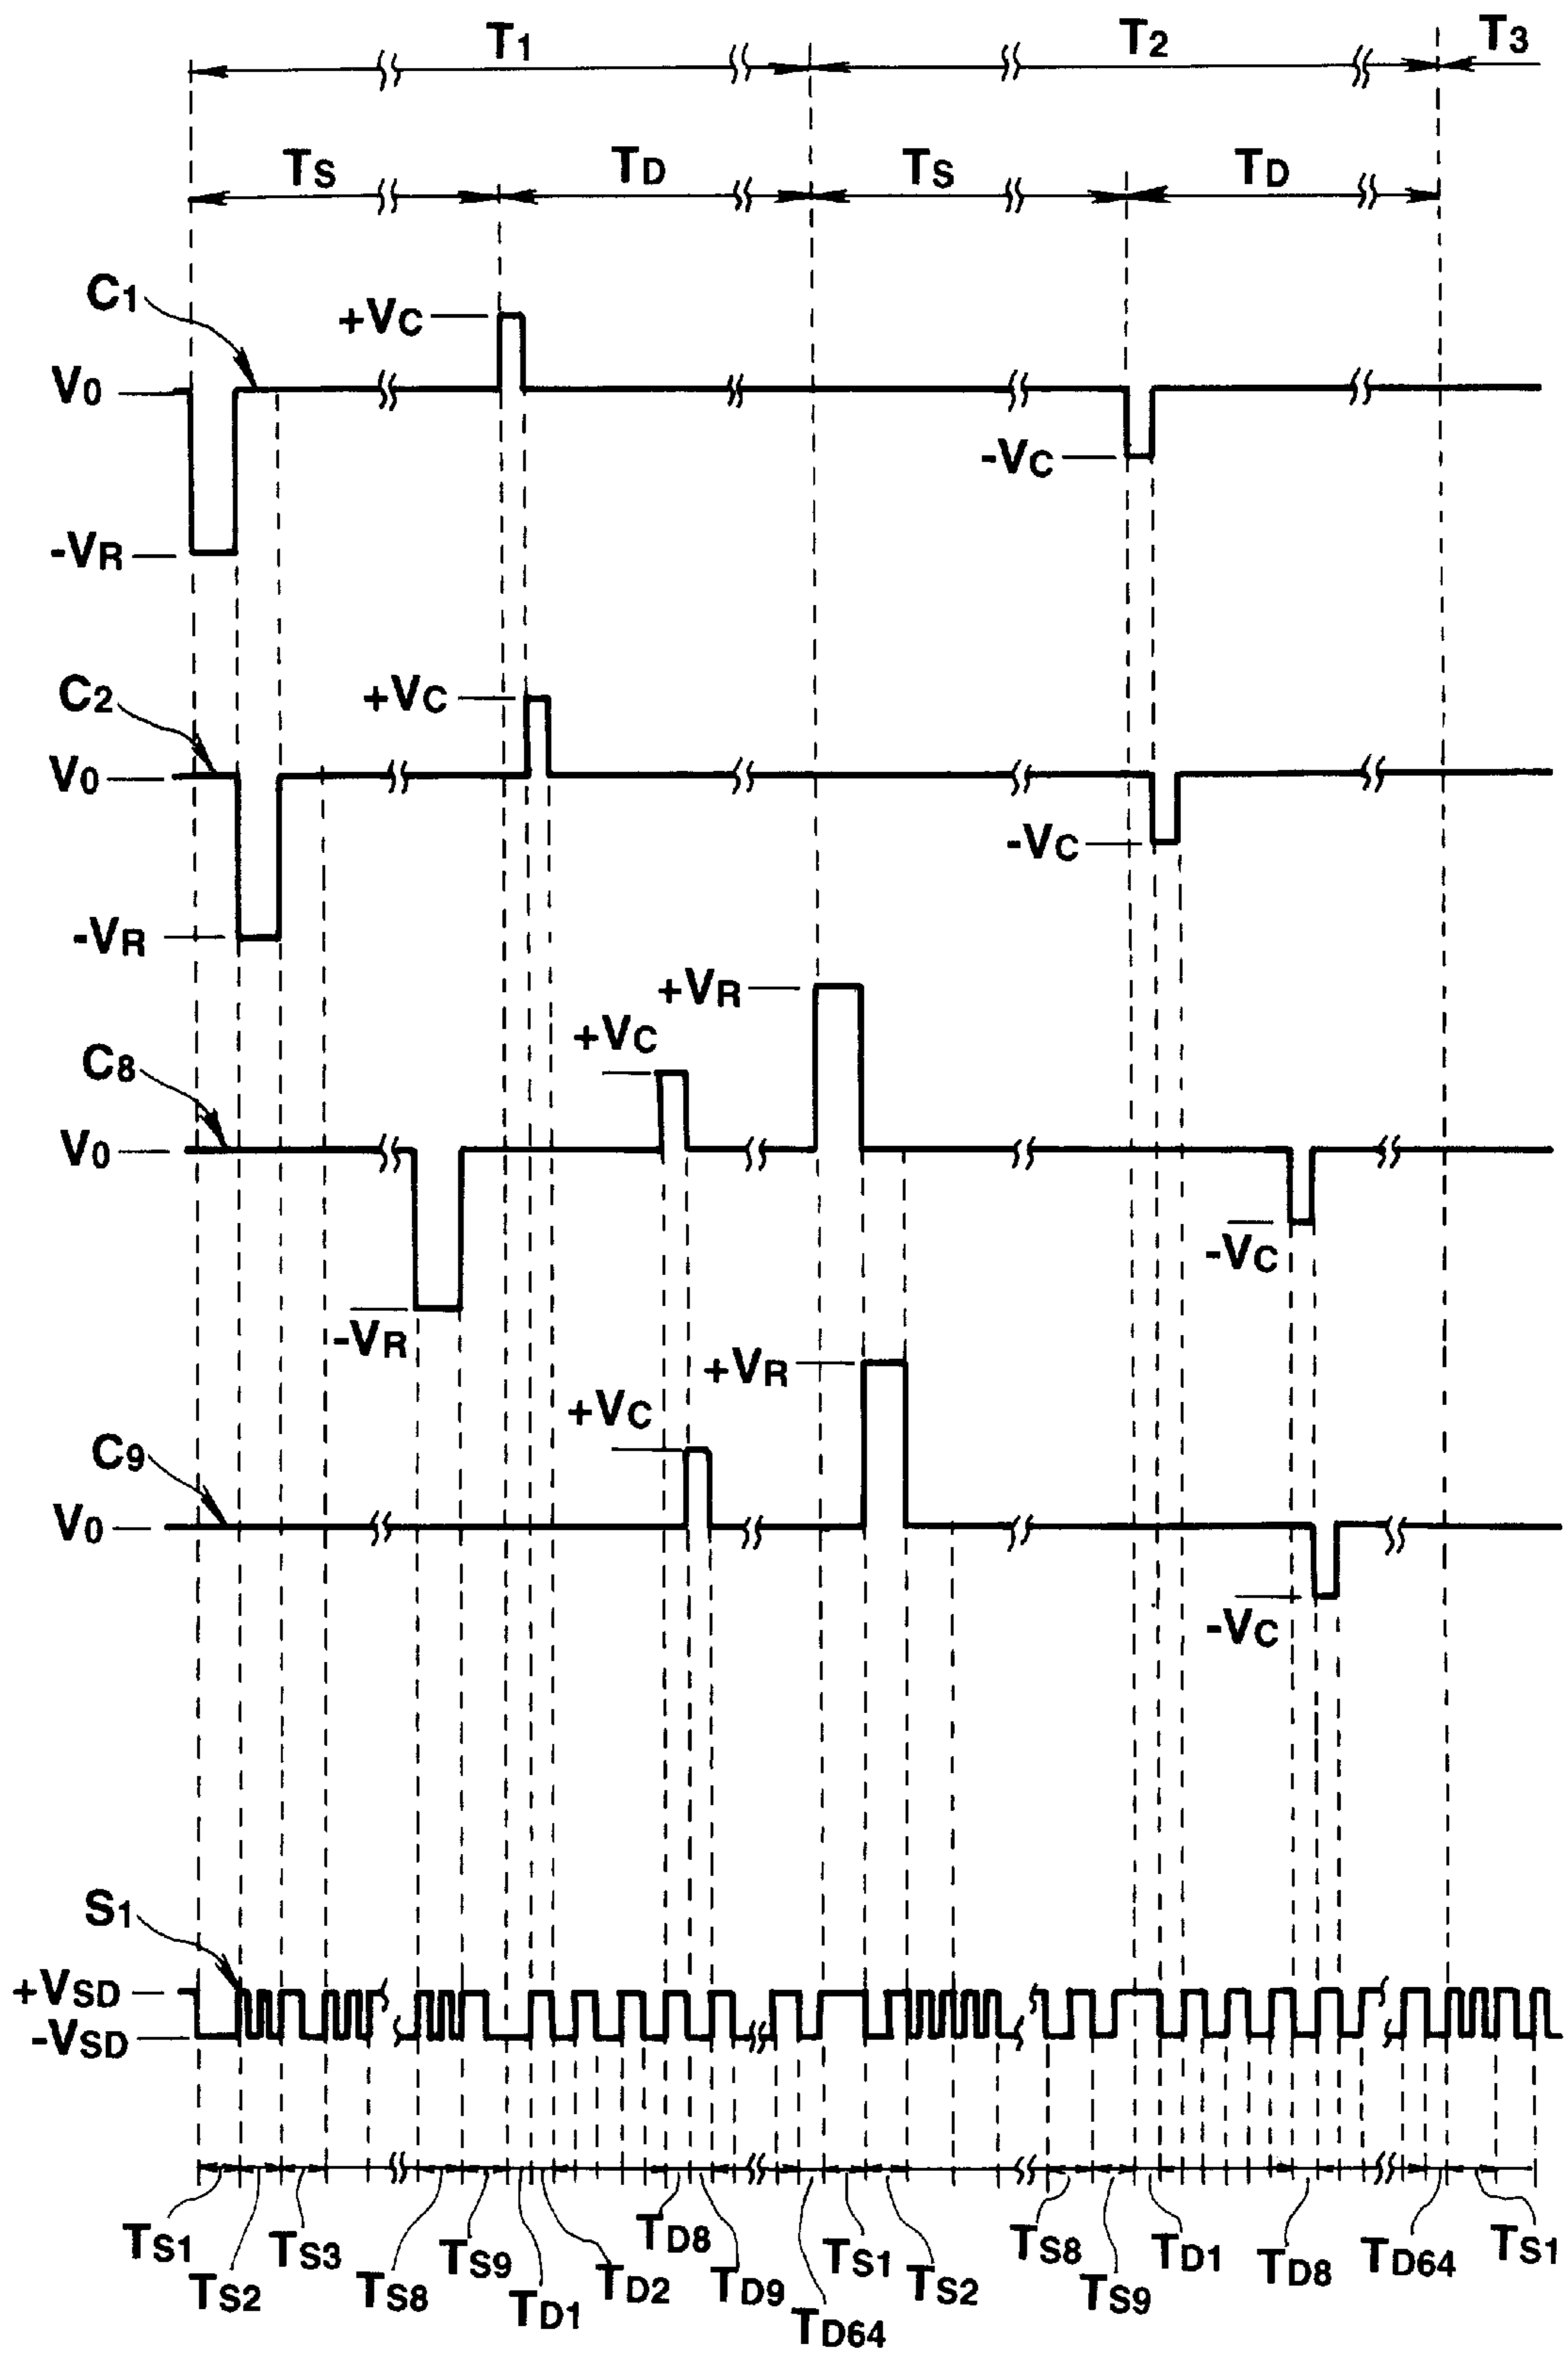 T1 T2 T3
TS TD TS TD
C1
+VC
V0
-VC
-VR
C2
+VC
V0
-VC
-VR
+VR
+VC
C8
V0
-VC
-VR
+VR
+VC
C9
V0
-VC
S1
+VSD
-VSD
TS1 TS2 TS3 TS8 TS9 TD1 TD2 TD8 TD9 TD64 TS1 TS2 TS8 TS9 TD1 TD8 TD64 TS1